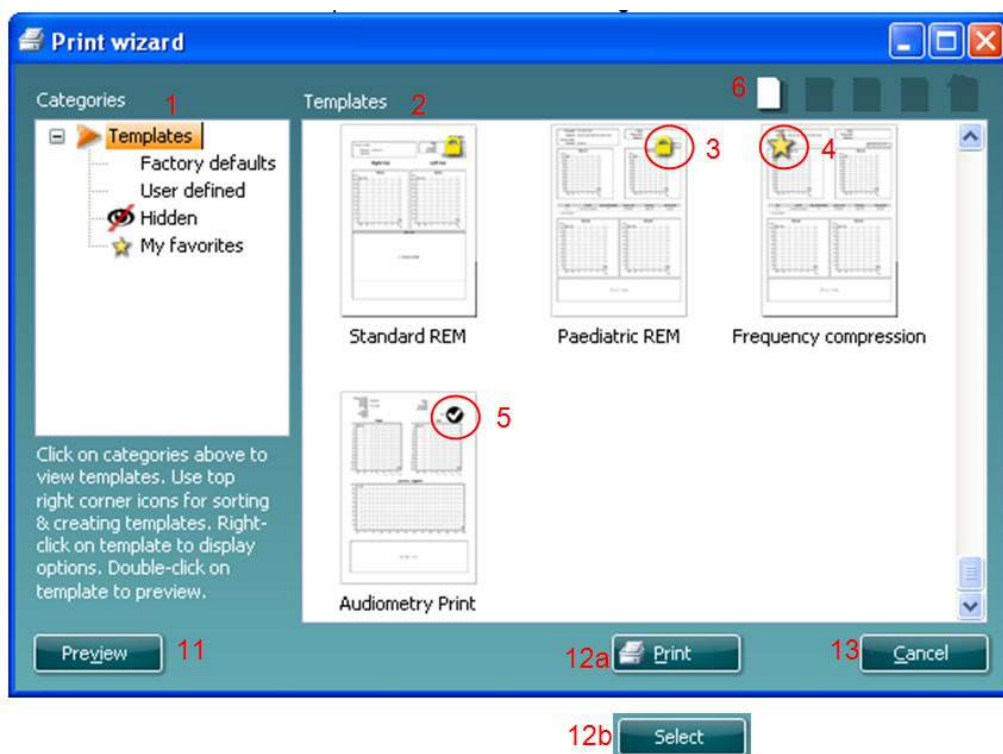 Print wizard
Categories 1
Templates 2
6
Templates
Factory defaults
User defined
Hidden
My favorites
3
4
Standard REM
Paediatric REM
Frequency compression
5
Audiometry Print
Click on categories above to
view templates. Use top
right corner icons for sorting
& creating templates. Right-
click on template to display
options. Double-click on
template to preview.
Preview 11
12a Print
13 Cancel
12b Select